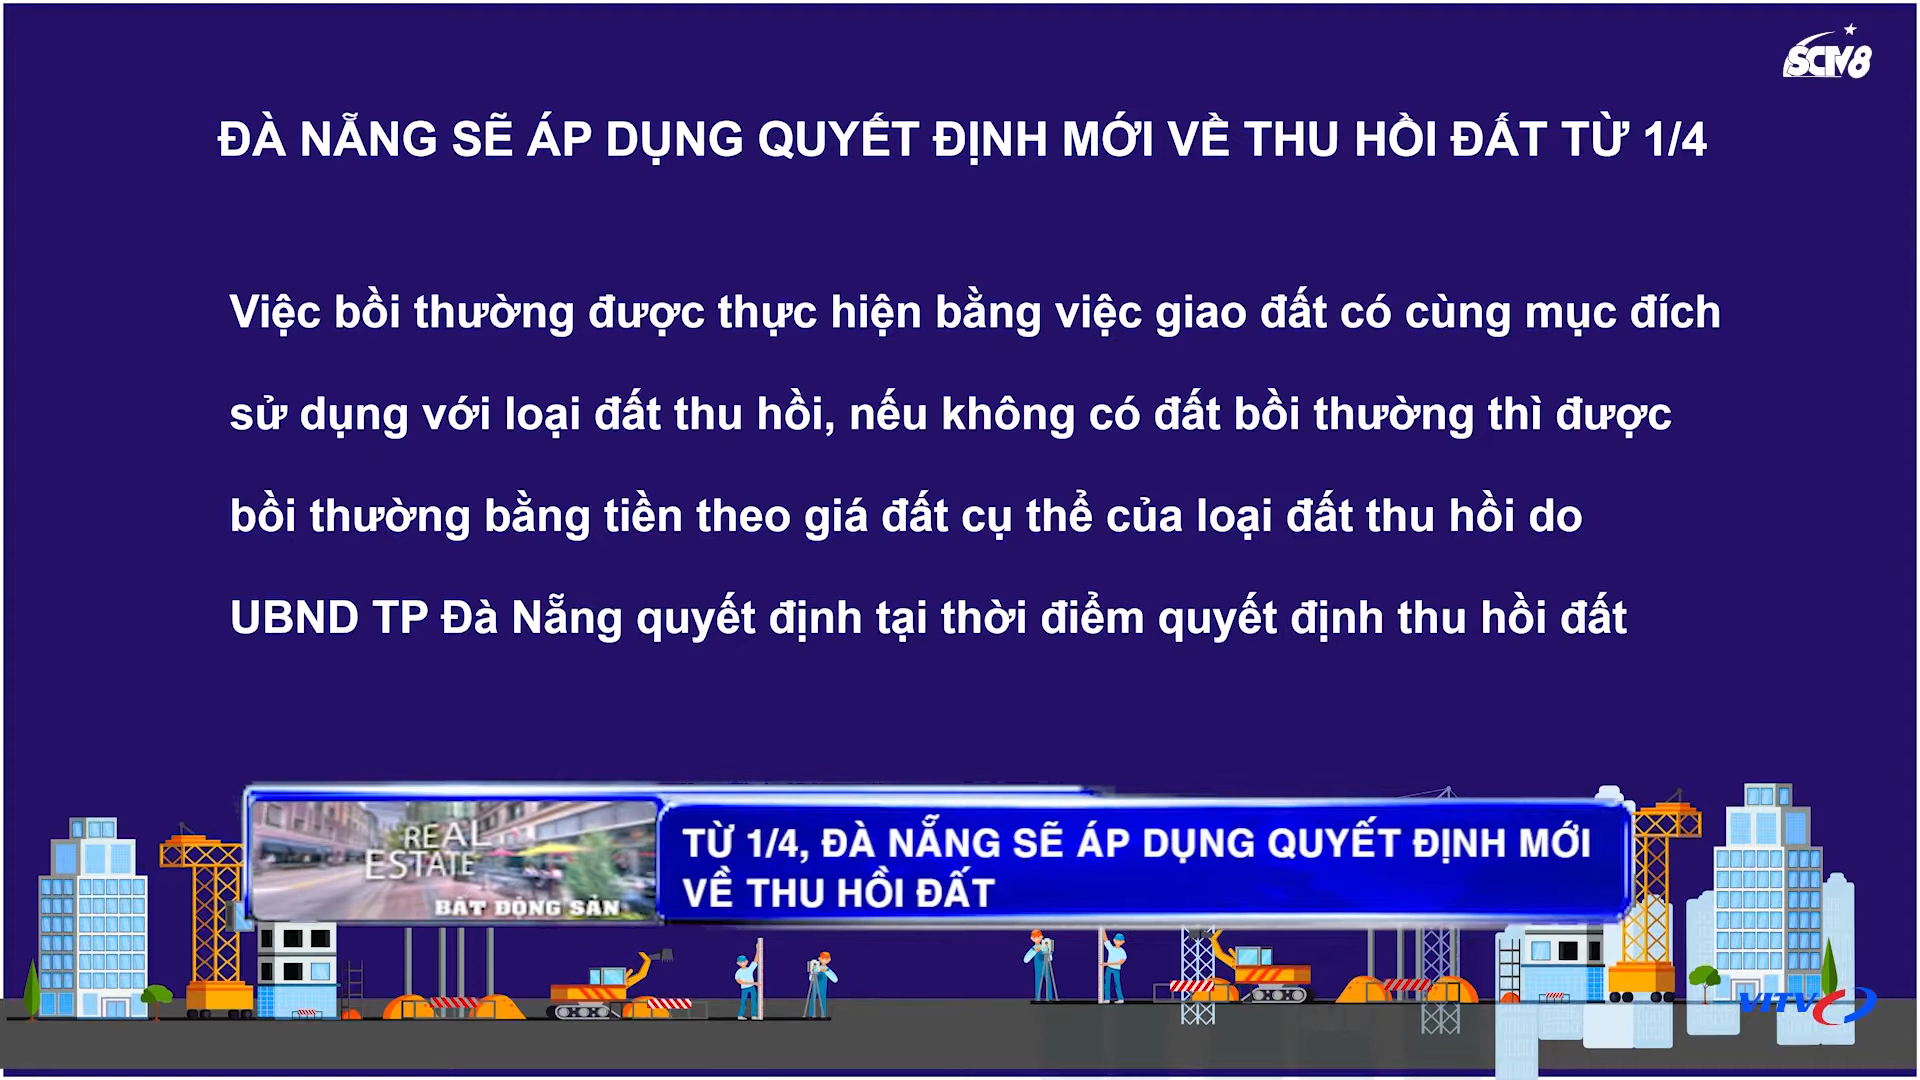 SCTV8
ĐÀ NẴNG SẼ ÁP DỤNG QUYẾT ĐỊNH MỚI VỀ THU HỒI ĐẤT TỪ 1/4
Việc bồi thường được thực hiện bằng việc giao đất có cùng mục đích
sử dụng với loại đất thu hồi, nếu không có đất bồi thường thì được
bồi thường bằng tiền theo giá đất cụ thể của loại đất thu hồi do
UBND TP Đà Nẵng quyết định tại thời điểm quyết định thu hồi đất
REAL
ESTATE
BẤT ĐỘNG SẢN
TỪ 1/4, ĐÀ NẴNG SẼ ÁP DỤNG QUYẾT ĐỊNH MỚI
VỀ THU HỒI ĐẤT
VITV